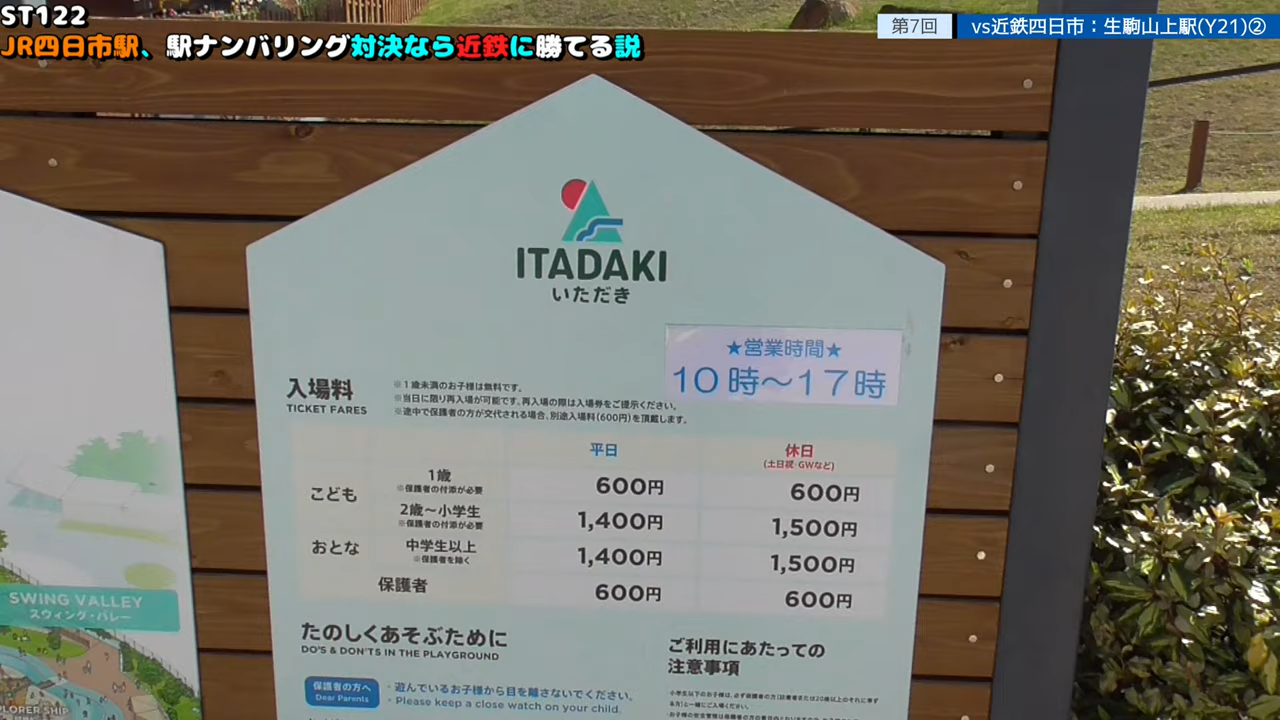 ST122
JR四日市駅、駅ナンバリング対決なら近鉄に勝てる説
第7回
vs近鉄四日市：生駒山上駅(Y21)②
ITADAKI
いただき
★営業時間★
10時～17時
入場料
TICKET FARES
※1歳未満のお子様は無料です。
※当日に限り再入場が可能です。再入場の際は入場券をご提示ください。
※途中で保護者の方が交代される場合、別途入場料(600円)を頂戴します。
平日
休日
(土日祝・GWなど)
こども
1歳
※保護者の付添が必要
600円
600円
2歳～小学生
※保護者の付添が必要
1,400円
1,500円
おとな
中学生以上
※保護者を除く
1,400円
1,500円
保護者
600円
600円
たのしくあそぶために
DO'S & DON'TS IN THE PLAYGROUND
保護者の方へ
Dear Parents
・遊んでいるお子様から目を離さないでください。
・Please keep a close watch on your child.
ご利用にあたっての
注意事項
SWING VALLEY
スウィング・バレー
PLORER SHIP